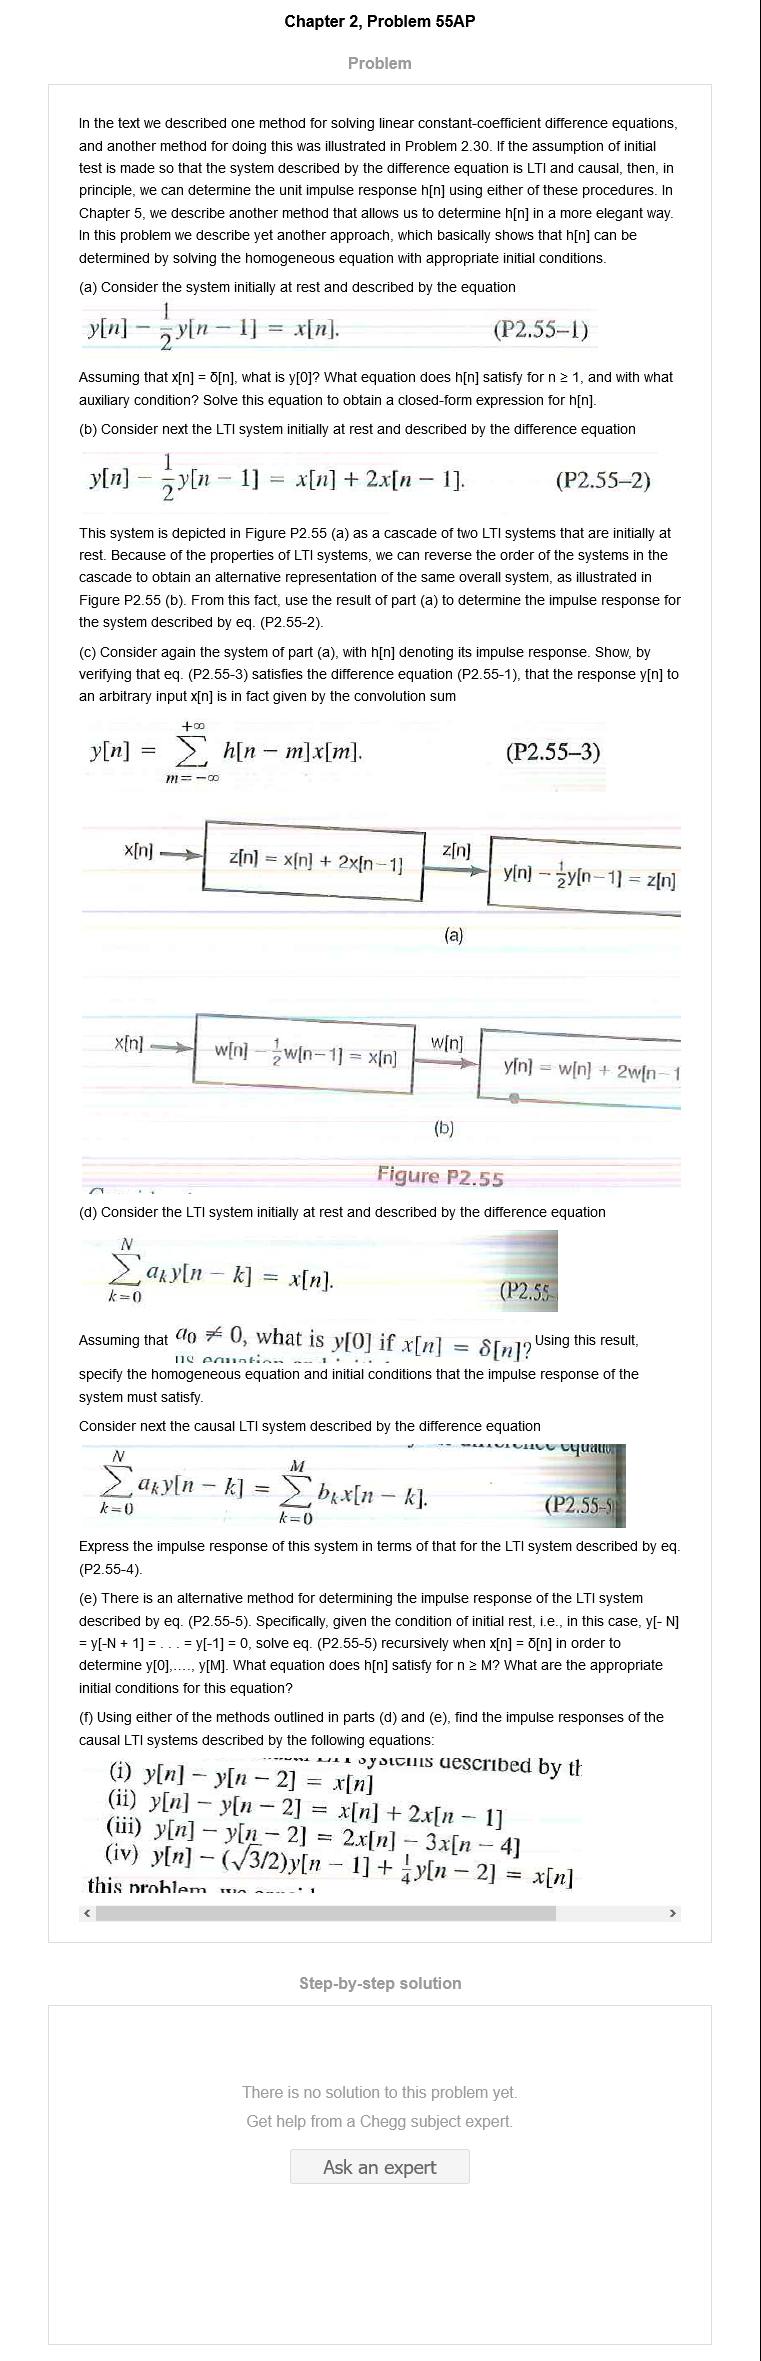 Chapter 2, Problem 55AP
Problem
In the text we described one method for solving linear constant-coefficient difference equations,
and another method for doing this was illustrated in Problem 2.30. If the assumption of initial
test is made so that the system described by the difference equation is LTI and causal, then, in
principle, we can determine the unit impulse response h[n] using either of these procedures. In
Chapter 5, we describe another method that allows us to determine h[n] in a more elegant way.
In this problem we describe yet another approach, which basically shows that h[n] can be
determined by solving the homogeneous equation with appropriate initial conditions.
(a) Consider the system initially at rest and described by the equation
y[n] − 1/2 y[n − 1] = x[n]. (P2.55–1)
Assuming that x[n] = δ[n], what is y[0]? What equation does h[n] satisfy for n ≥ 1, and with what
auxiliary condition? Solve this equation to obtain a closed-form expression for h[n].
(b) Consider next the LTI system initially at rest and described by the difference equation
y[n] − 1/2 y[n − 1] = x[n] + 2x[n − 1]. (P2.55–2)
This system is depicted in Figure P2.55 (a) as a cascade of two LTI systems that are initially at
rest. Because of the properties of LTI systems, we can reverse the order of the systems in the
cascade to obtain an alternative representation of the same overall system, as illustrated in
Figure P2.55 (b). From this fact, use the result of part (a) to determine the impulse response for
the system described by eq. (P2.55-2).
(c) Consider again the system of part (a), with h[n] denoting its impulse response. Show, by
verifying that eq. (P2.55-3) satisfies the difference equation (P2.55-1), that the response y[n] to
an arbitrary input x[n] is in fact given by the convolution sum
+∞
y[n] = ∑ h[n − m]x[m]. (P2.55–3)
m=−∞
x[n] z[n] = x[n] + 2x[n−1] z[n] y[n] − 1/2 y[n−1] = z[n]
(a)
x[n] w[n] − 1/2 w[n−1] = x[n] w[n] y[n] = w[n] + 2w[n−1
(b)
Figure P2.55
(d) Consider the LTI system initially at rest and described by the difference equation
N
∑ aₖy[n − k] = x[n]. (P2.55
k=0
Assuming that a₀ ≠ 0, what is y[0] if x[n] = δ[n]? Using this result,
specify the homogeneous equation and initial conditions that the impulse response of the
system must satisfy.
Consider next the causal LTI system described by the difference equation
N M
∑ aₖy[n − k] = ∑ bₖx[n − k]. (P2.55-5
k=0 k=0
Express the impulse response of this system in terms of that for the LTI system described by eq.
(P2.55-4).
(e) There is an alternative method for determining the impulse response of the LTI system
described by eq. (P2.55-5). Specifically, given the condition of initial rest, i.e., in this case, y[- N]
= y[-N + 1] = . . . = y[-1] = 0, solve eq. (P2.55-5) recursively when x[n] = δ[n] in order to
determine y[0],...., y[M]. What equation does h[n] satisfy for n ≥ M? What are the appropriate
initial conditions for this equation?
(f) Using either of the methods outlined in parts (d) and (e), find the impulse responses of the
causal LTI systems described by the following equations:
LTI systems described by th
(i) y[n] − y[n − 2] = x[n]
(ii) y[n] − y[n − 2] = x[n] + 2x[n − 1]
(iii) y[n] − y[n − 2] = 2x[n] − 3x[n − 4]
(iv) y[n] − (√3/2)y[n − 1] + 1/4 y[n − 2] = x[n]
this problem
Step-by-step solution
There is no solution to this problem yet.
Get help from a Chegg subject expert.
Ask an expert